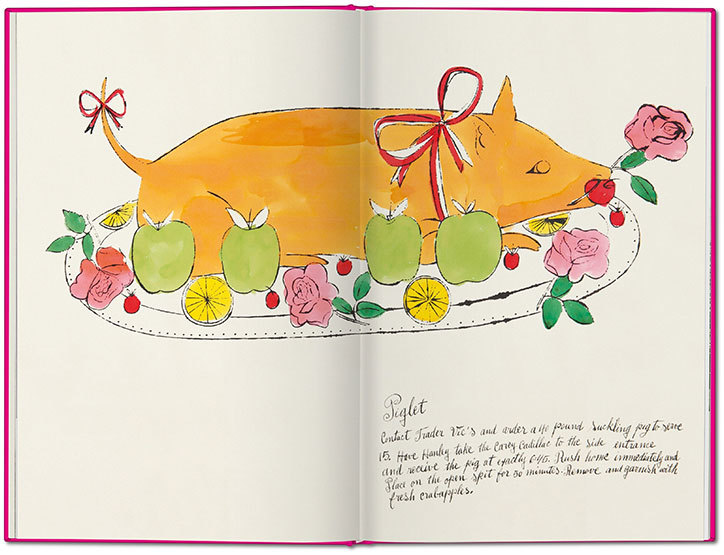 Piglet
Contact Trader Vic's and order a 40 pound suckling pig to serve
15. Have Hanley take the Carey Cadillac to the side entrance
and receive the pig at exactly 6:45. Rush home immediately and
Place on the open spit for 50 minutes. Remove and garnish with
fresh crabapples.